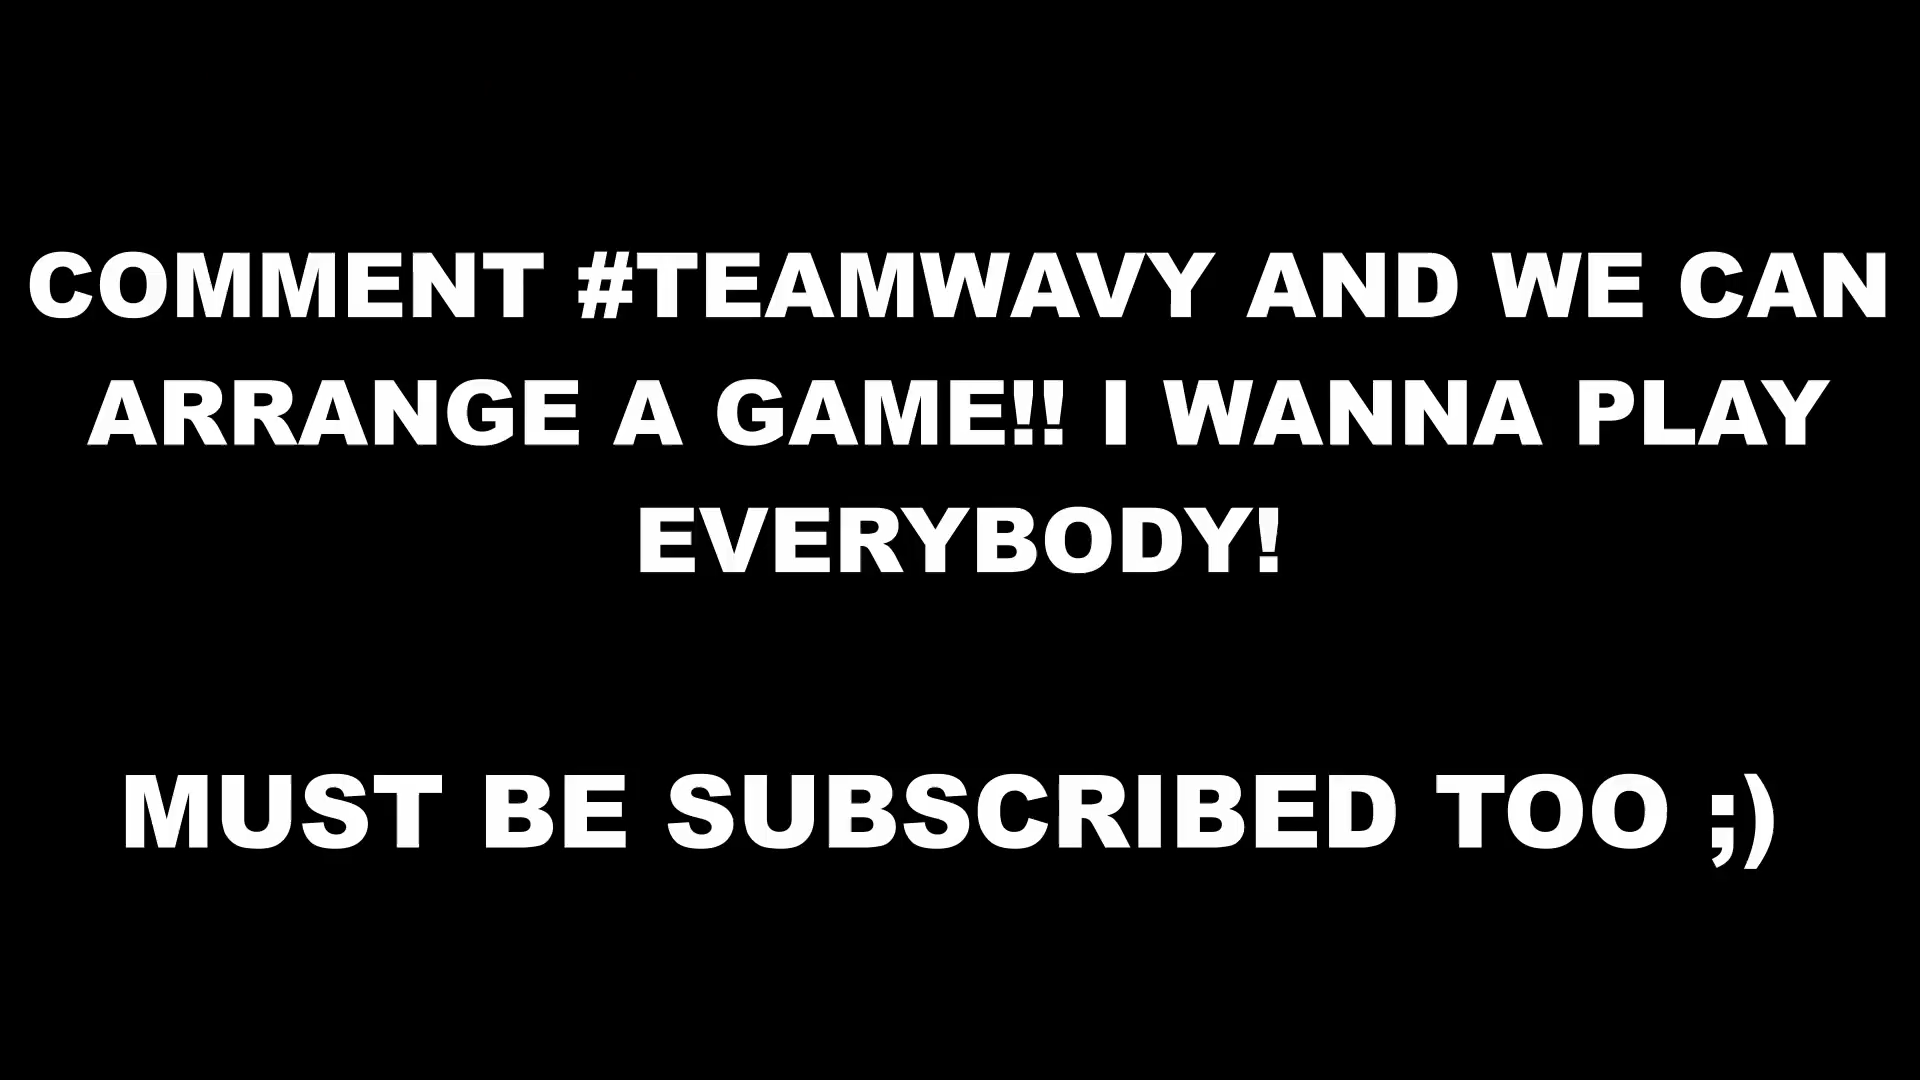 COMMENT #TEAMWAVY AND WE CAN
ARRANGE A GAME!! I WANNA PLAY
EVERYBODY!
MUST BE SUBSCRIBED TOO ;)